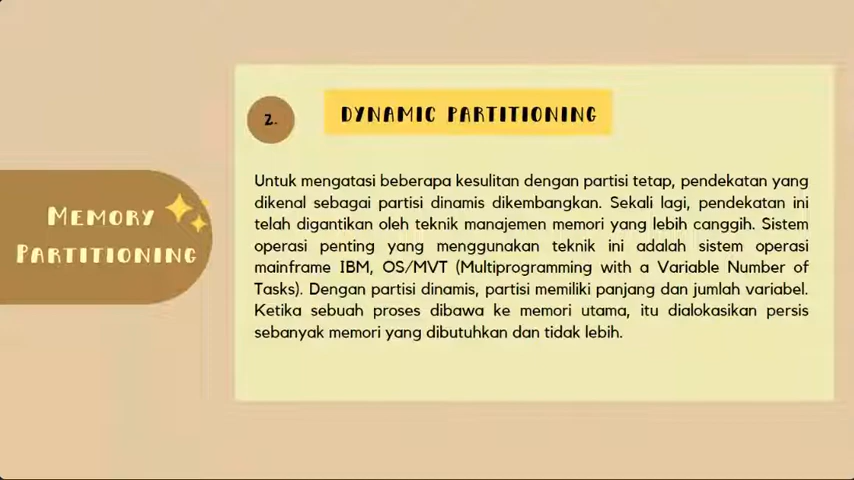 MEMORY
PARTITIONING
2.
DYNAMIC PARTITIONING
Untuk mengatasi beberapa kesulitan dengan partisi tetap, pendekatan yang
dikenal sebagai partisi dinamis dikembangkan. Sekali lagi, pendekatan ini
telah digantikan oleh teknik manajemen memori yang lebih canggih. Sistem
operasi penting yang menggunakan teknik ini adalah sistem operasi
mainframe IBM, OS/MVT (Multiprogramming with a Variable Number of
Tasks). Dengan partisi dinamis, partisi memiliki panjang dan jumlah variabel.
Ketika sebuah proses dibawa ke memori utama, itu dialokasikan persis
sebanyak memori yang dibutuhkan dan tidak lebih.